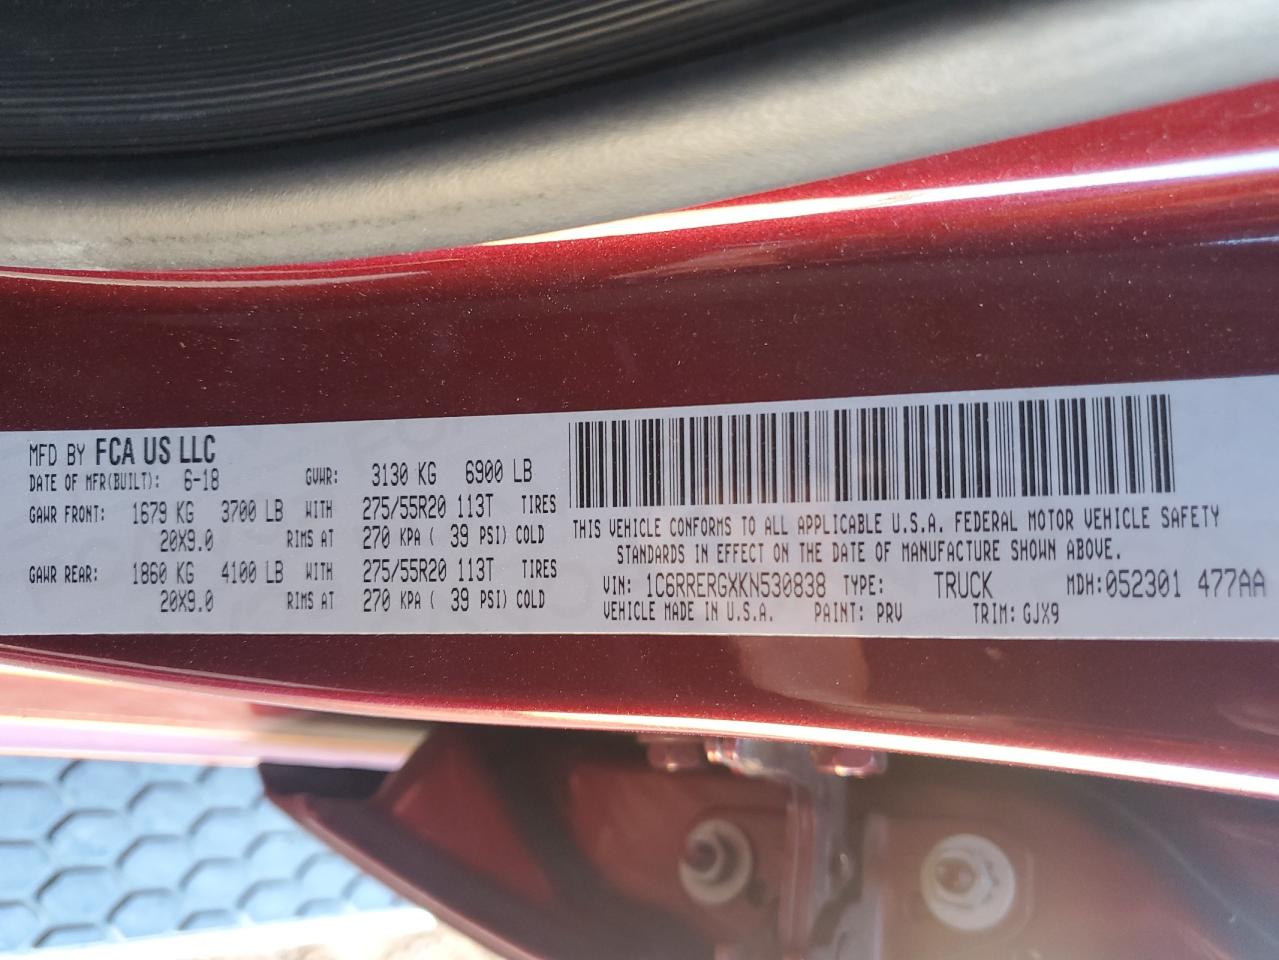 MFD BY FCA US LLC
DATE OF MFR(BUILT): 6-18 GVWR: 3130 KG 6900 LB
GAWR FRONT: 1679 KG 3700 LB WITH 275/55R20 113T TIRES
20X9.0 RIMS AT 270 KPA ( 39 PSI) COLD
GAWR REAR: 1860 KG 4100 LB WITH 275/55R20 113T TIRES
20X9.0 RIMS AT 270 KPA ( 39 PSI) COLD
THIS VEHICLE CONFORMS TO ALL APPLICABLE U.S.A. FEDERAL MOTOR VEHICLE SAFETY
STANDARDS IN EFFECT ON THE DATE OF MANUFACTURE SHOWN ABOVE.
VIN: 1C6RRERGXKN530838 TYPE: TRUCK MDH:052301 477AA
VEHICLE MADE IN U.S.A. PAINT: PRV TRIM: GJX9